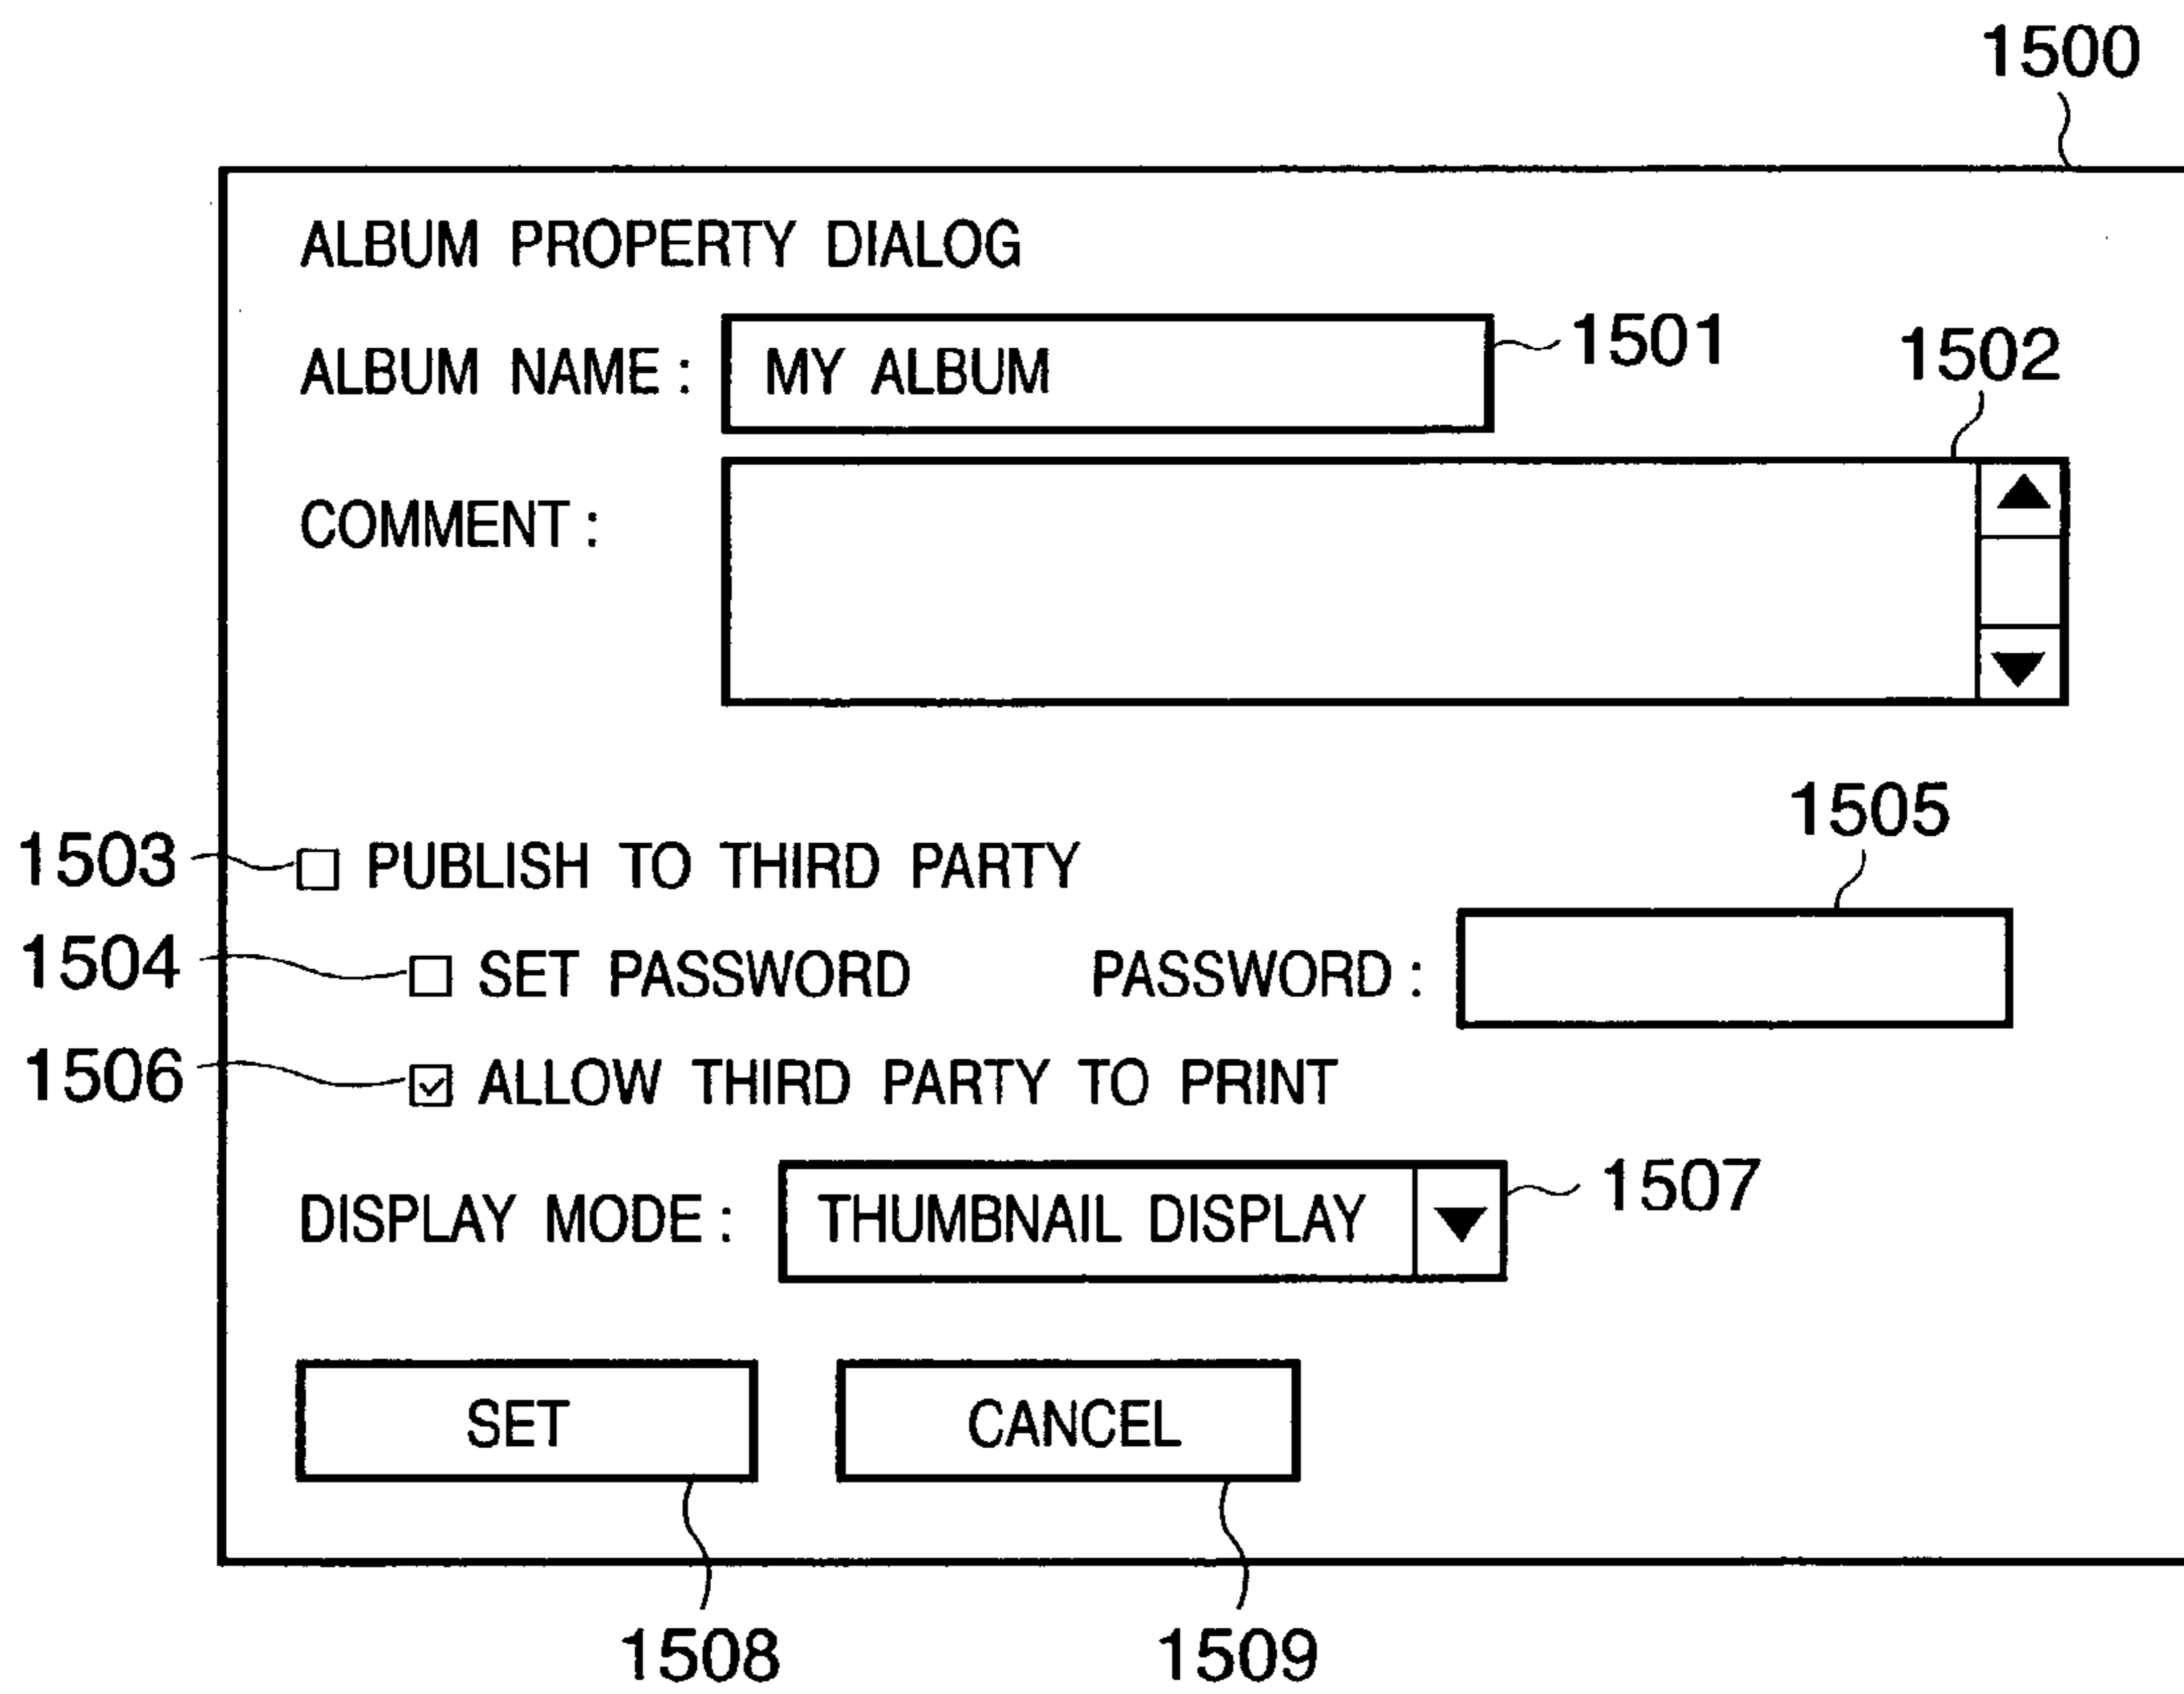 1500
ALBUM PROPERTY DIALOG
ALBUM NAME : MY ALBUM 1501
1502
COMMENT :
1505
1503 PUBLISH TO THIRD PARTY
1504 SET PASSWORD PASSWORD :
1506 ALLOW THIRD PARTY TO PRINT
DISPLAY MODE : THUMBNAIL DISPLAY 1507
SET CANCEL
1508 1509